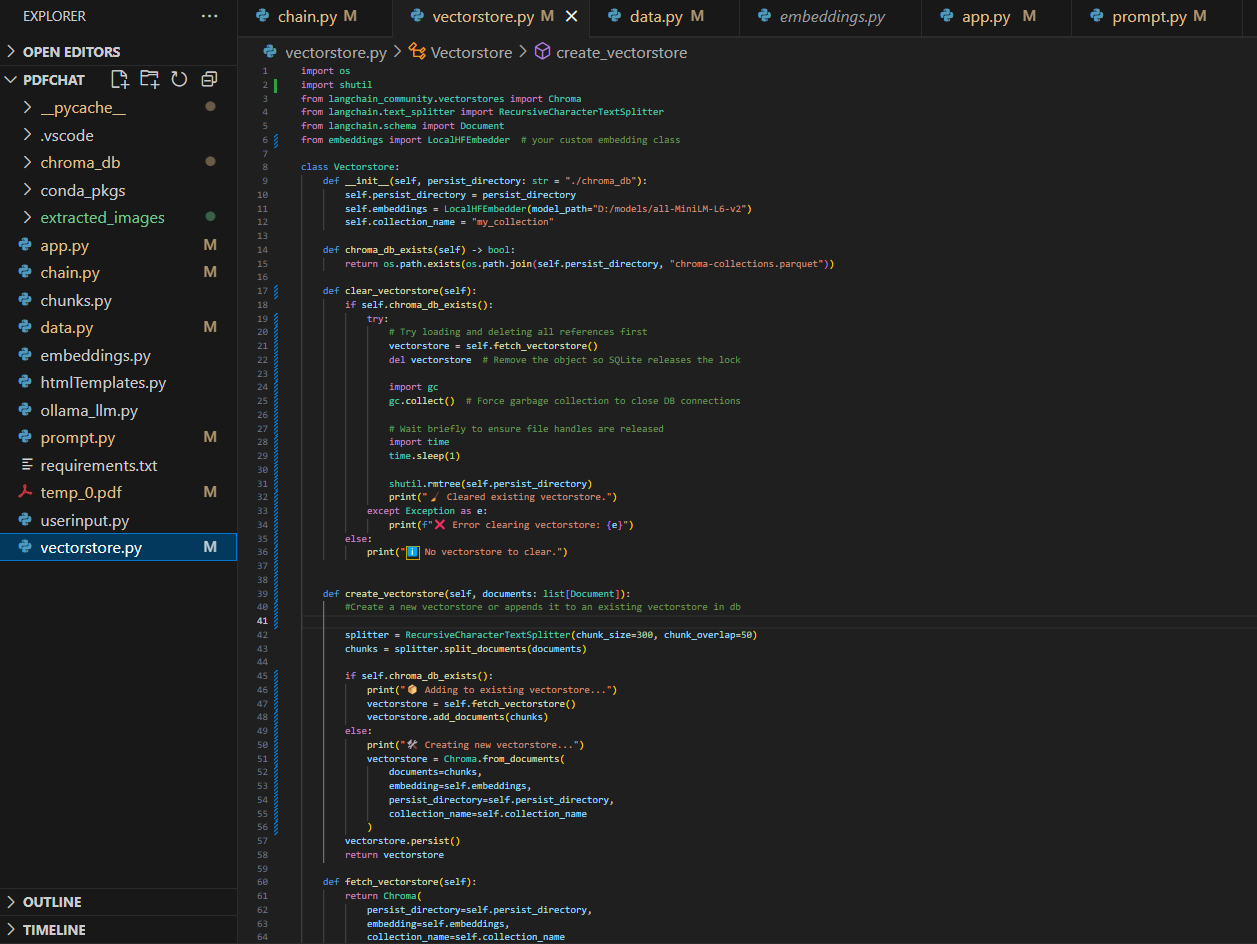 EXPLORER
OPEN EDITORS
PDFCHAT
__pycache__
.vscode
chroma_db
conda_pkgs
extracted_images
app.py M
chain.py M
chunks.py
data.py M
embeddings.py
htmlTemplates.py
ollama_llm.py
prompt.py M
requirements.txt
temp_0.pdf M
userinput.py
vectorstore.py M
OUTLINE
TIMELINE
chain.py M vectorstore.py M data.py M embeddings.py app.py M prompt.py M
vectorstore.py > Vectorstore > create_vectorstore
1 import os
2 import shutil
3 from langchain_community.vectorstores import Chroma
4 from langchain.text_splitter import RecursiveCharacterTextSplitter
5 from langchain.schema import Document
6 from embeddings import LocalHFEmbedder  # your custom embedding class
7
8 class Vectorstore:
9     def __init__(self, persist_directory: str = "./chroma_db"):
10         self.persist_directory = persist_directory
11         self.embeddings = LocalHFEmbedder(model_path="D:/models/all-MiniLM-L6-v2")
12         self.collection_name = "my_collection"
13
14     def chroma_db_exists(self) -> bool:
15         return os.path.exists(os.path.join(self.persist_directory, "chroma-collections.parquet"))
16
17     def clear_vectorstore(self):
18         if self.chroma_db_exists():
19             try:
20                 # Try loading and deleting all references first
21                 vectorstore = self.fetch_vectorstore()
22                 del vectorstore  # Remove the object so SQLite releases the lock
23
24                 import gc
25                 gc.collect()  # Force garbage collection to close DB connections
26
27                 # Wait briefly to ensure file handles are released
28                 import time
29                 time.sleep(1)
30
31                 shutil.rmtree(self.persist_directory)
32                 print("🧹 Cleared existing vectorstore.")
33             except Exception as e:
34                 print(f"❌ Error clearing vectorstore: {e}")
35         else:
36             print("ℹ️ No vectorstore to clear.")
37
38
39     def create_vectorstore(self, documents: list[Document]):
40         #Create a new vectorstore or appends it to an existing vectorstore in db
41
42         splitter = RecursiveCharacterTextSplitter(chunk_size=300, chunk_overlap=50)
43         chunks = splitter.split_documents(documents)
44
45         if self.chroma_db_exists():
46             print("📦 Adding to existing vectorstore...")
47             vectorstore = self.fetch_vectorstore()
48             vectorstore.add_documents(chunks)
49         else:
50             print("🛠️ Creating new vectorstore...")
51             vectorstore = Chroma.from_documents(
52                 documents=chunks,
53                 embedding=self.embeddings,
54                 persist_directory=self.persist_directory,
55                 collection_name=self.collection_name
56             )
57         vectorstore.persist()
58         return vectorstore
59
60     def fetch_vectorstore(self):
61         return Chroma(
62             persist_directory=self.persist_directory,
63             embedding=self.embeddings,
64             collection_name=self.collection_name